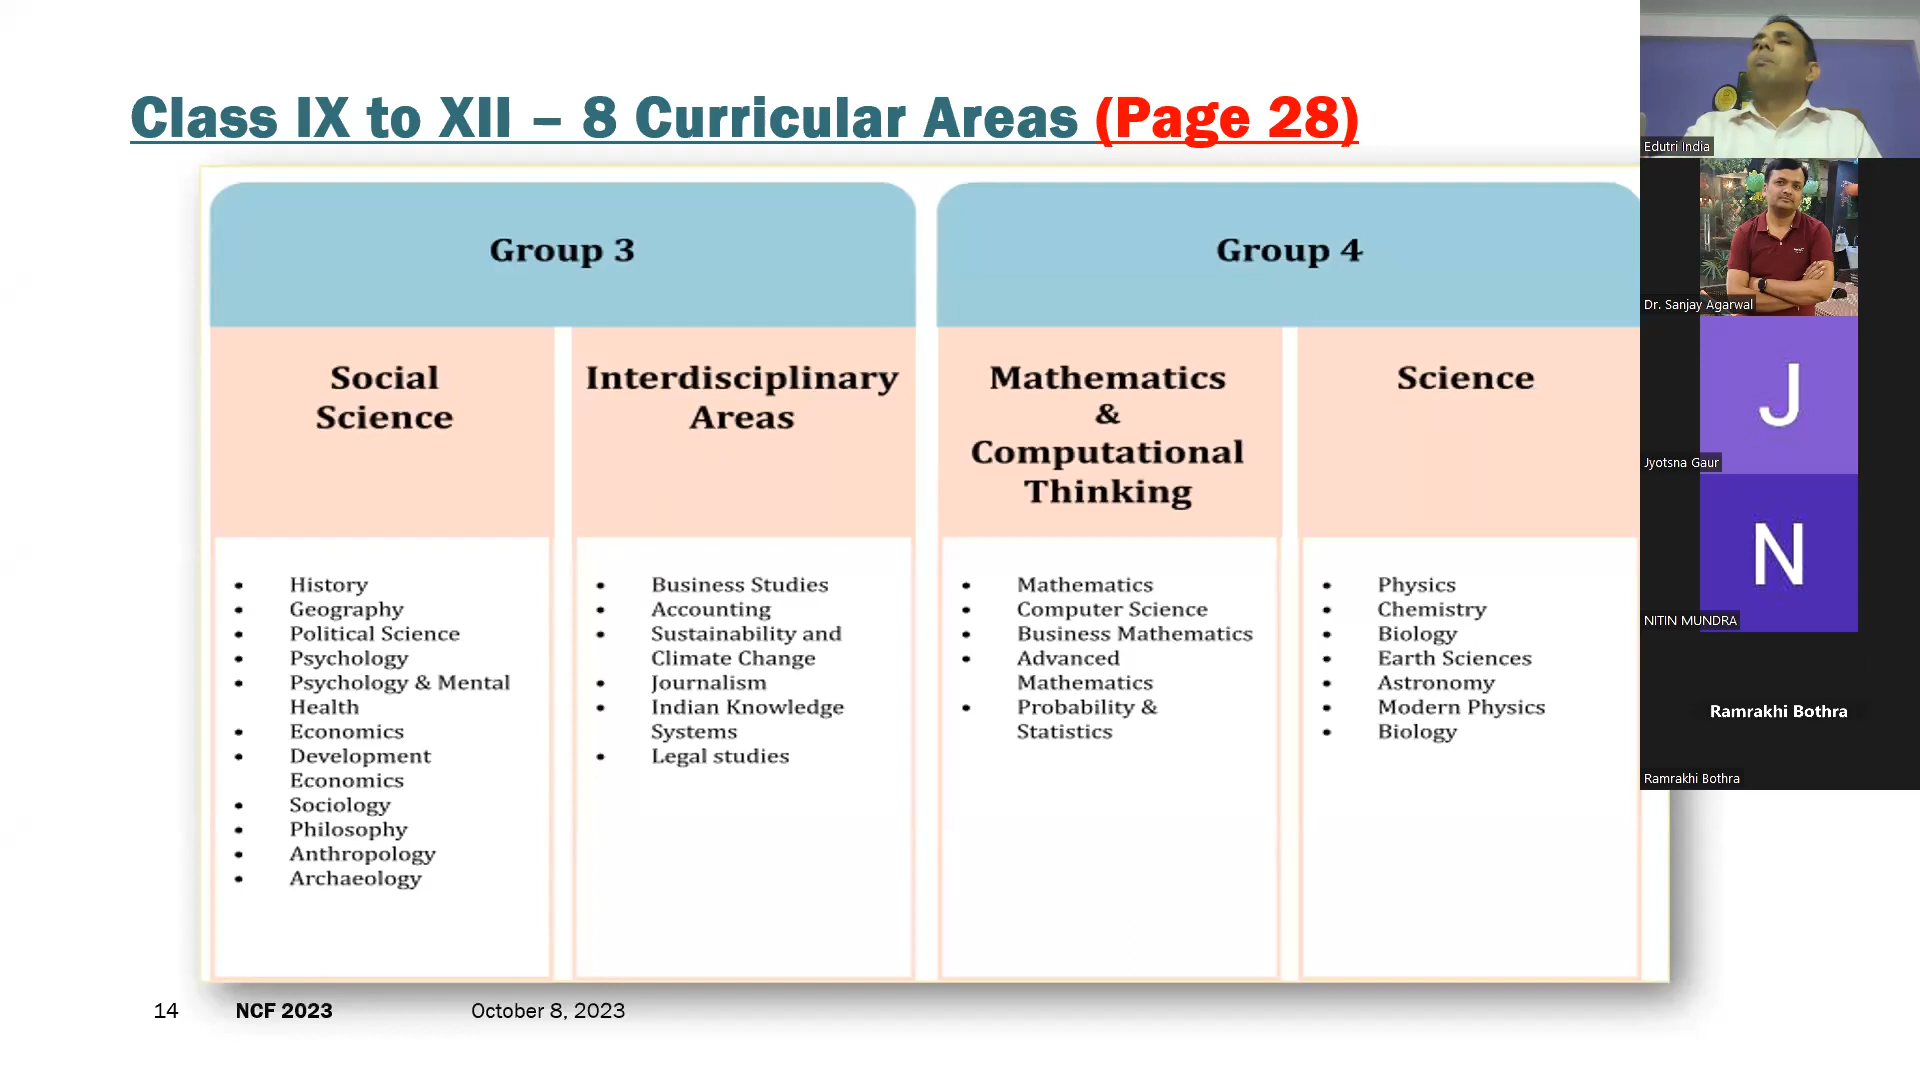 Class IX to XII – 8 Curricular Areas (Page 28)
Group 3
Group 4
Social
Science
Interdisciplinary
Areas
Mathematics
&
Computational
Thinking
Science
• History
• Geography
• Political Science
• Psychology
• Psychology & Mental
Health
• Economics
• Development
Economics
• Sociology
• Philosophy
• Anthropology
• Archaeology
• Business Studies
• Accounting
• Sustainability and
Climate Change
• Journalism
• Indian Knowledge
Systems
• Legal studies
• Mathematics
• Computer Science
• Business Mathematics
• Advanced
Mathematics
• Probability &
Statistics
• Physics
• Chemistry
• Biology
• Earth Sciences
• Astronomy
• Modern Physics
• Biology
14 NCF 2023 October 8, 2023
Edutri India
Dr. Sanjay Agarwal
J
Jyotsna Gaur
N
NITIN MUNDRA
Ramrakhi Bothra
Ramrakhi Bothra